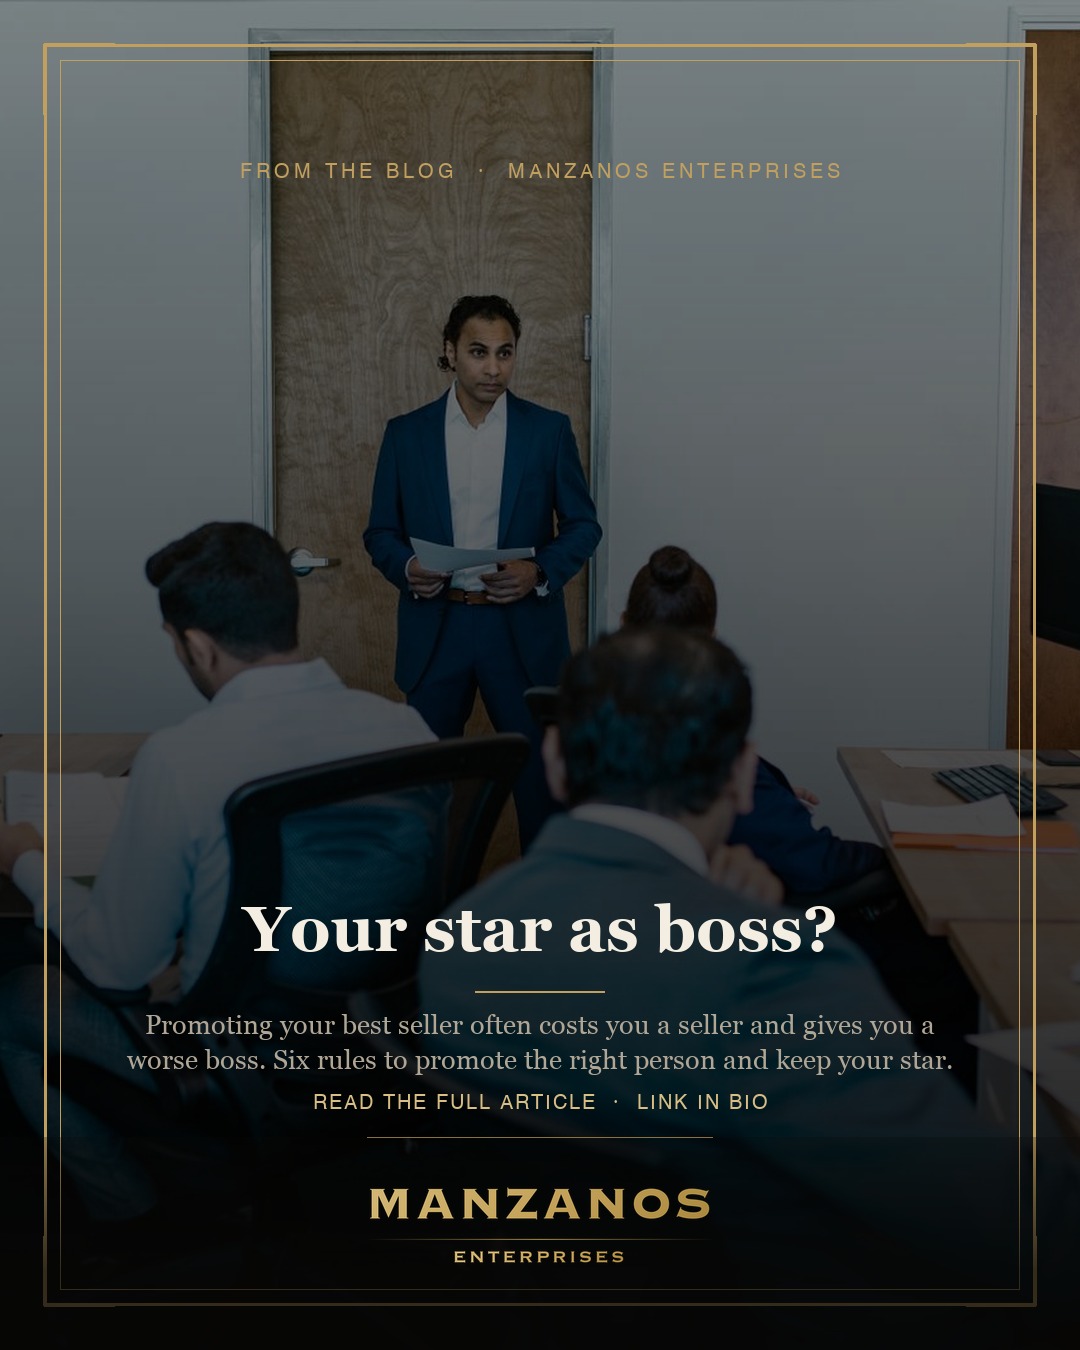 FROM THE BLOG · MANZANOS ENTERPRISES
Your star as boss?
Promoting your best seller often costs you a seller and gives you a
worse boss. Six rules to promote the right person and keep your star.
READ THE FULL ARTICLE · LINK IN BIO
MANZANOS
ENTERPRISES